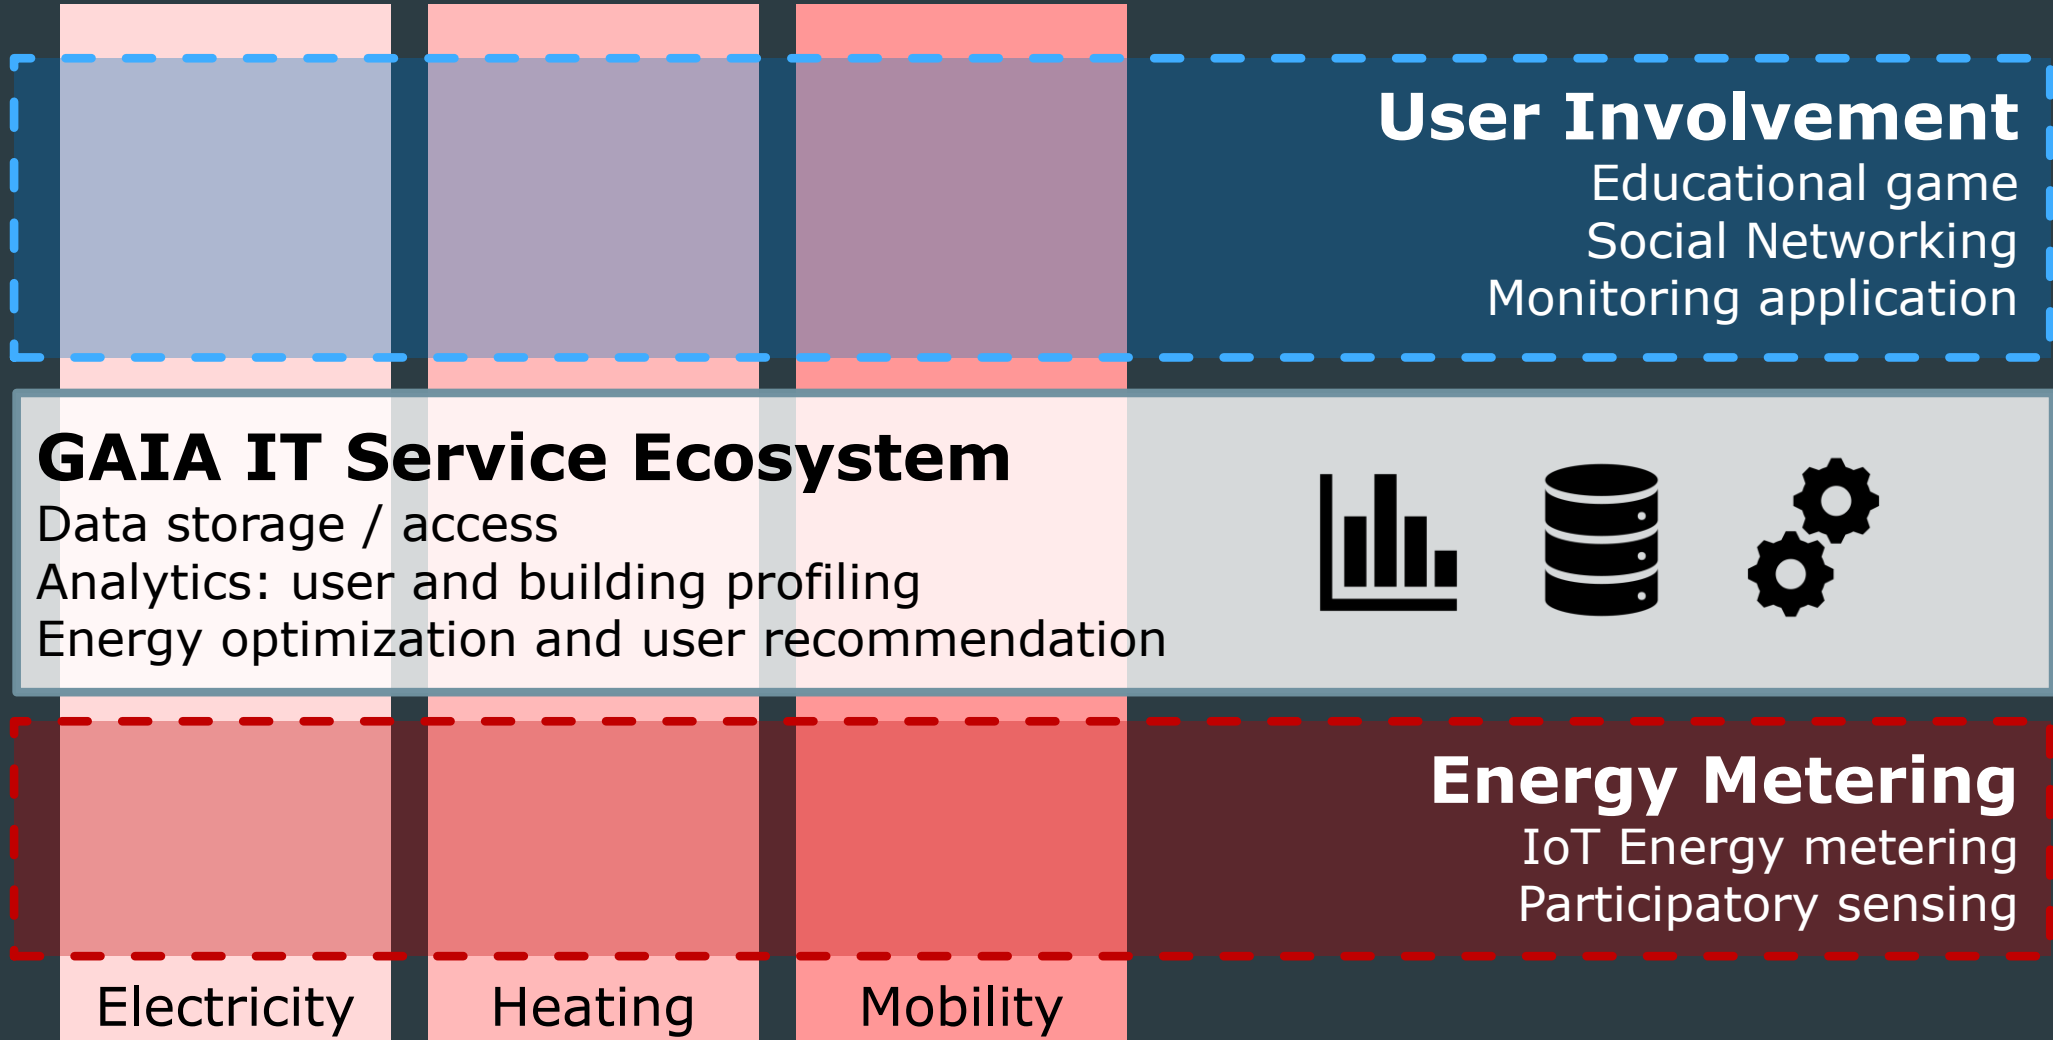 User Involvement
Educational game
Social Networking
Monitoring application
GAIA IT Service Ecosystem
Data storage / access
Analytics: user and building profiling
Energy optimization and user recommendation
Energy Metering
IoT Energy metering
Participatory sensing
Electricity
Heating
Mobility